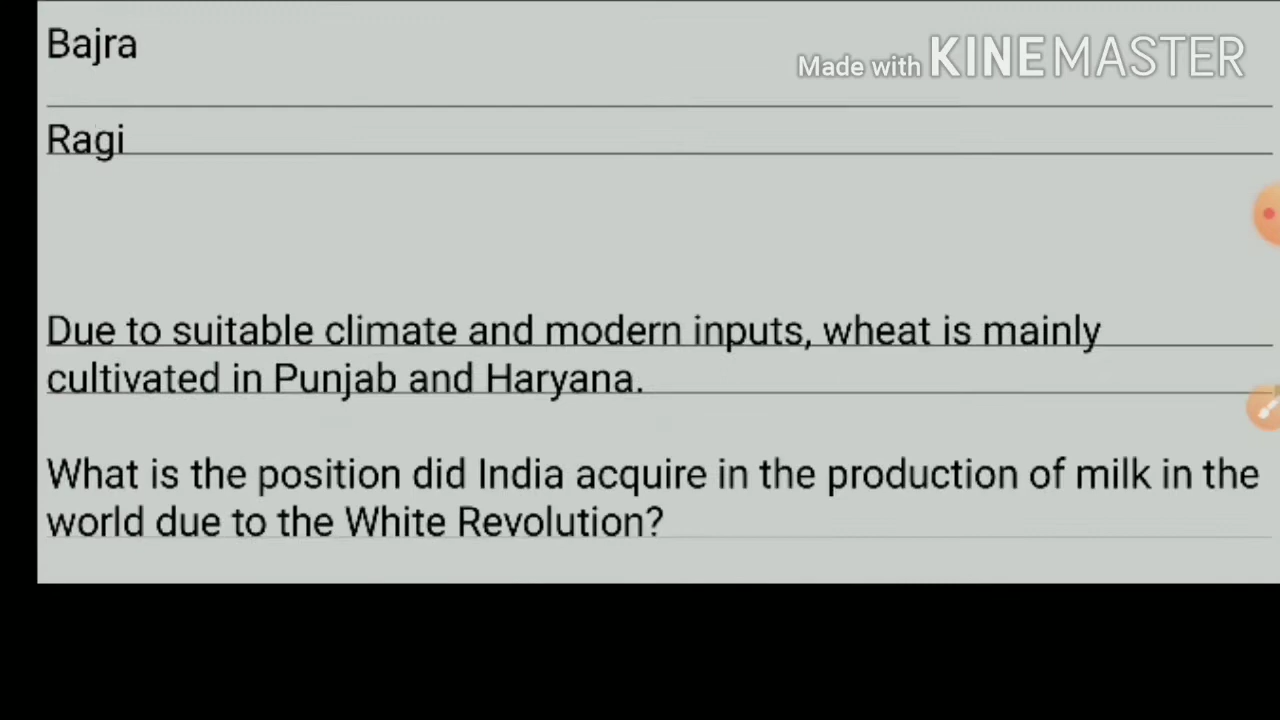 Bajra
Made with KINEMASTER
Ragi
Due to suitable climate and modern inputs, wheat is mainly
cultivated in Punjab and Haryana.
What is the position did India acquire in the production of milk in the
world due to the White Revolution?